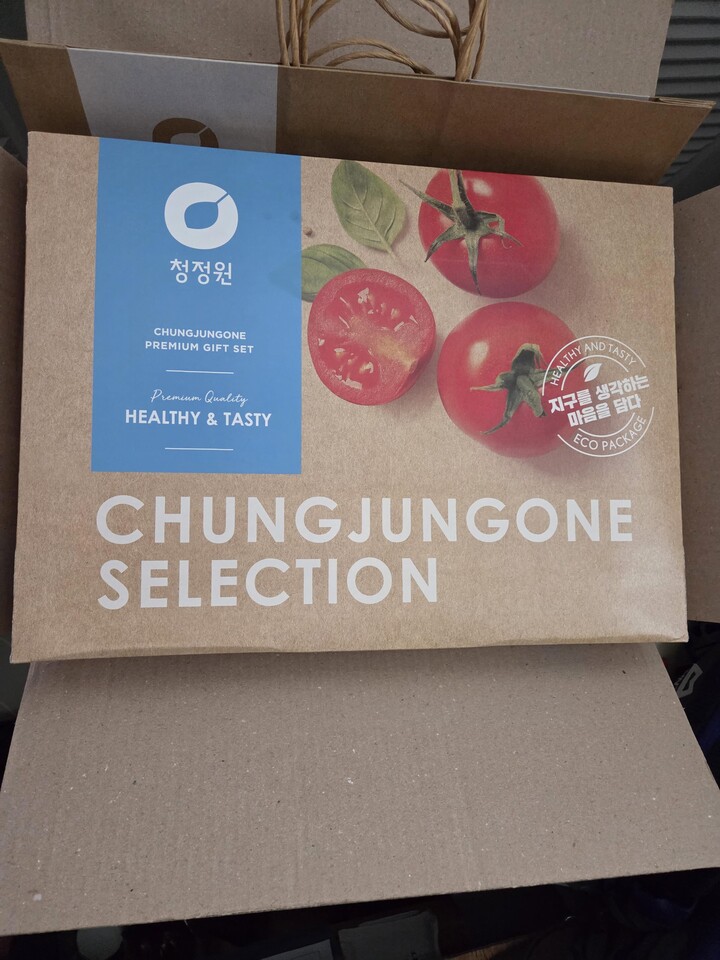 청정원
CHUNGJUNGONE
PREMIUM GIFT SET
Premium Quality
HEALTHY & TASTY
HEALTHY AND TASTY
지구를 생각하는
마음을 담다
ECO PACKAGE
CHUNGJUNGONE
SELECTION